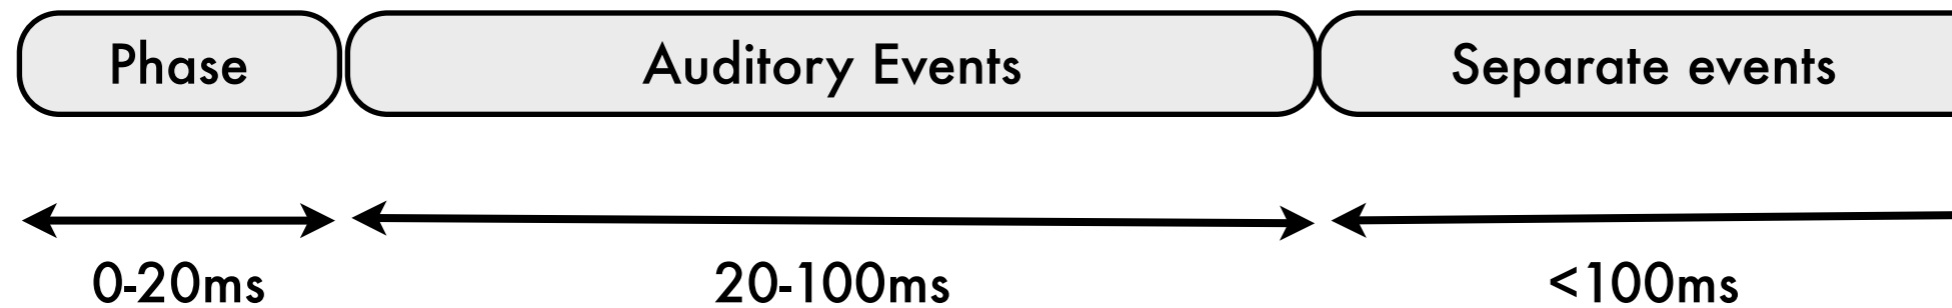 Phase Auditory Events Separate events
0-20ms 20-100ms <100ms